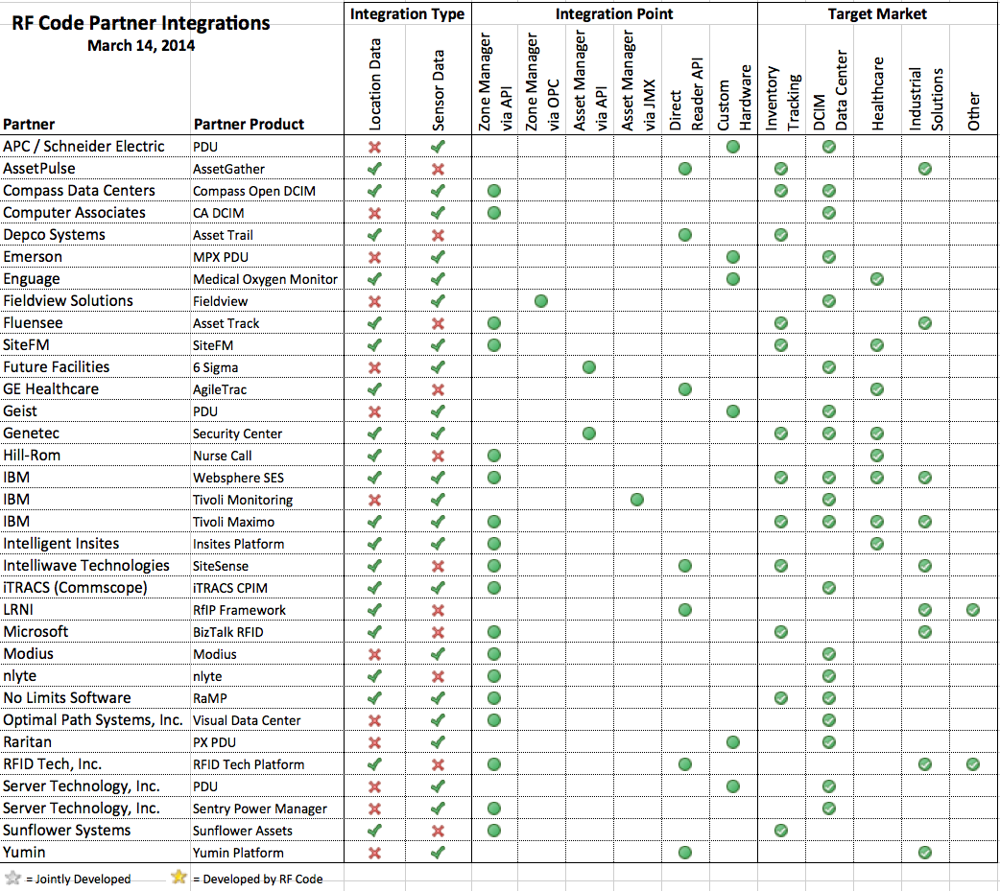 RF Code Partner Integrations
March 14, 2014
Integration Type Integration Point Target Market
Partner Partner Product Location Data Sensor Data Zone Manager via API Zone Manager via OPC Asset Manager via API Asset Manager via JMX Direct Reader API Custom Hardware Inventory Tracking DCIM Data Center Healthcare Industrial Solutions Other
APC / Schneider Electric PDU
AssetPulse AssetGather
Compass Data Centers Compass Open DCIM
Computer Associates CA DCIM
Depco Systems Asset Trail
Emerson MPX PDU
Enguage Medical Oxygen Monitor
Fieldview Solutions Fieldview
Fluensee Asset Track
SiteFM SiteFM
Future Facilities 6 Sigma
GE Healthcare AgileTrac
Geist PDU
Genetec Security Center
Hill-Rom Nurse Call
IBM Websphere SES
IBM Tivoli Monitoring
IBM Tivoli Maximo
Intelligent Insites Insites Platform
Intelliwave Technologies SiteSense
iTRACS (Commscope) iTRACS CPIM
LRNI RfIP Framework
Microsoft BizTalk RFID
Modius Modius
nlyte nlyte
No Limits Software RaMP
Optimal Path Systems, Inc. Visual Data Center
Raritan PX PDU
RFID Tech, Inc. RFID Tech Platform
Server Technology, Inc. PDU
Server Technology, Inc. Sentry Power Manager
Sunflower Systems Sunflower Assets
Yumin Yumin Platform
= Jointly Developed = Developed by RF Code